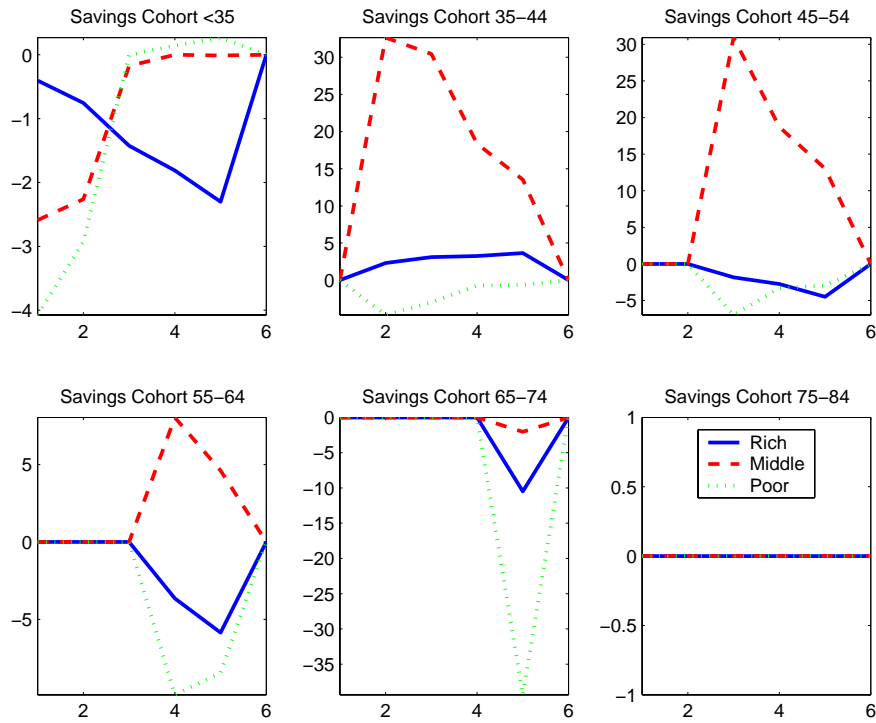 Savings Cohort <35
0
−1
−2
−3
−4
2 4 6
Savings Cohort 35−44
30
25
20
15
10
5
0
2 4 6
Savings Cohort 45−54
30
25
20
15
10
5
0
−5
2 4 6
Savings Cohort 55−64
5
0
−5
2 4 6
Savings Cohort 65−74
0
−5
−10
−15
−20
−25
−30
−35
2 4 6
Savings Cohort 75−84
1
0.5
0
−0.5
−1
2 4 6
Rich
Middle
Poor